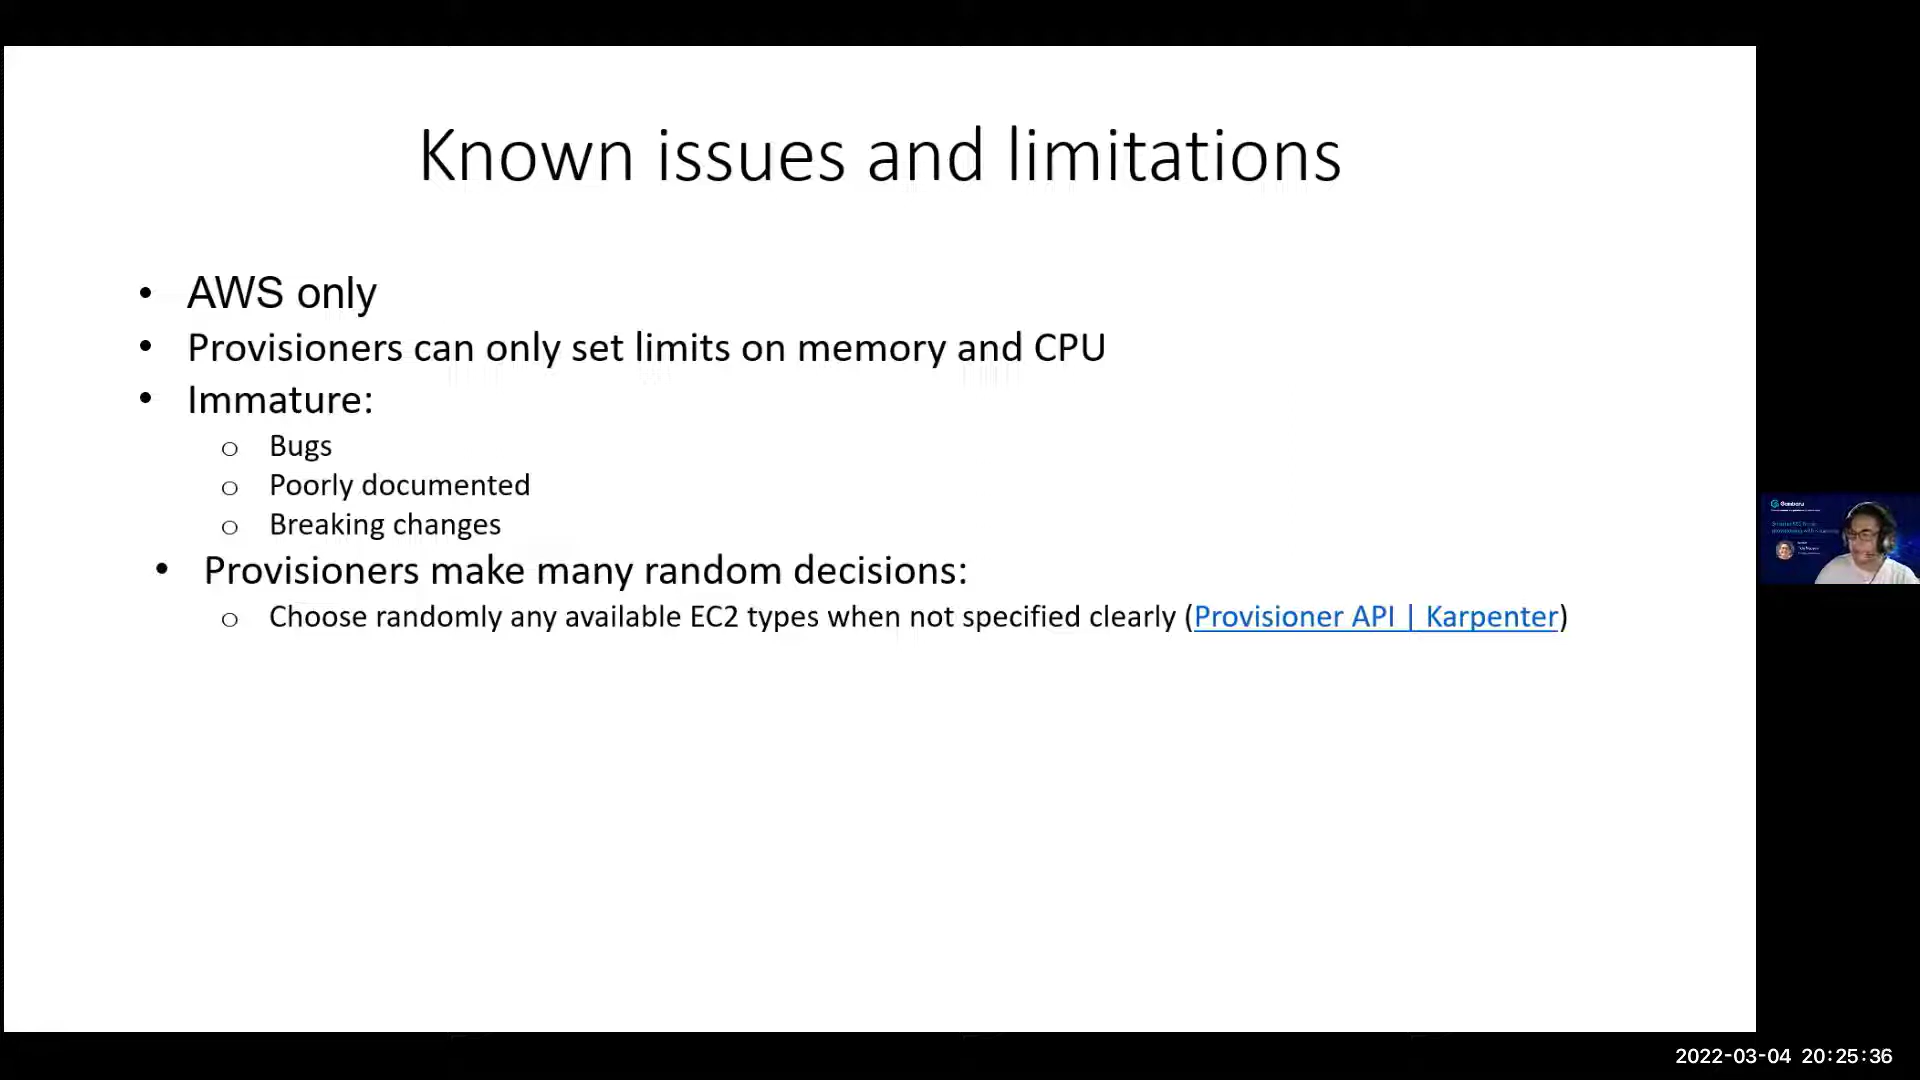 Known issues and limitations
• AWS only
• Provisioners can only set limits on memory and CPU
• Immature:
o Bugs
o Poorly documented
o Breaking changes
• Provisioners make many random decisions:
o Choose randomly any available EC2 types when not specified clearly (Provisioner API | Karpenter)
2022-03-04 20:25:36